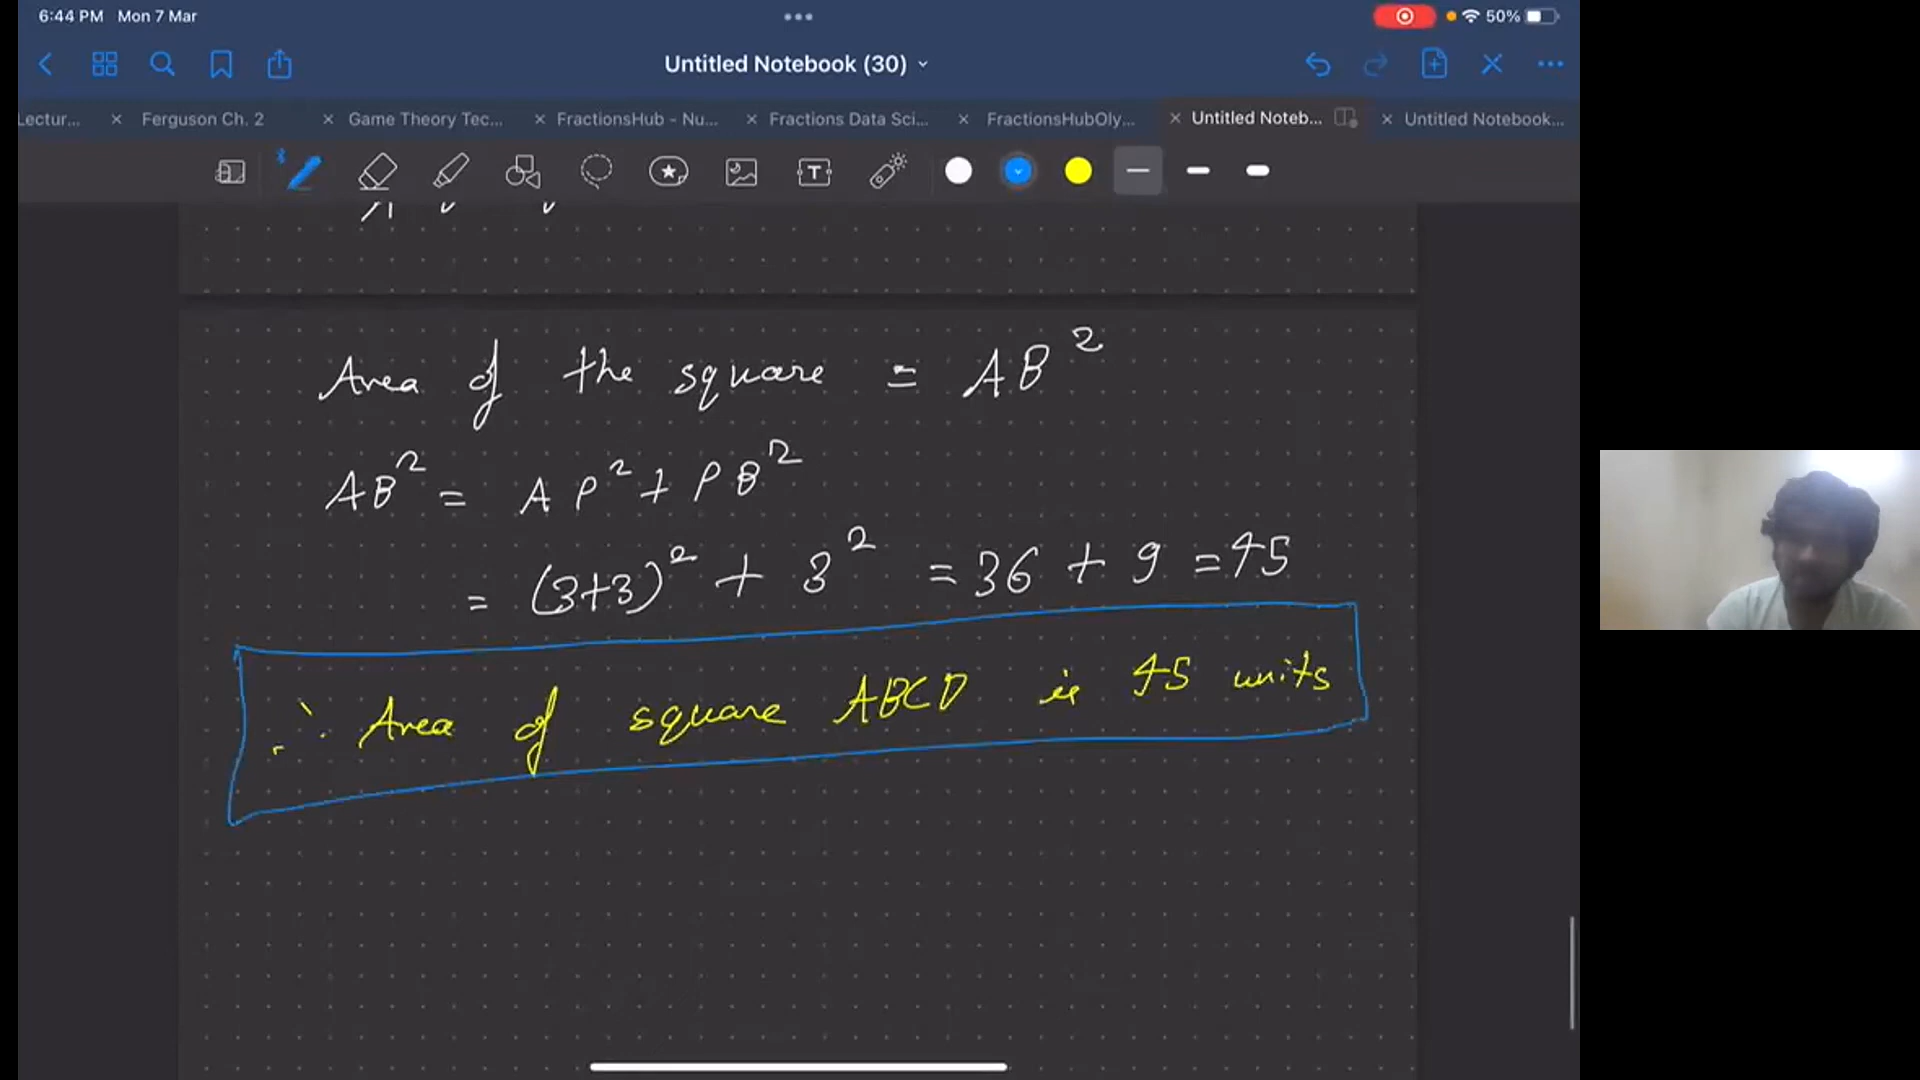 6:44 PM Mon 7 Mar
50%
Untitled Notebook (30)
Lectur... Ferguson Ch. 2 Game Theory Tec... FractionsHub - Nu... Fractions Data Sci... FractionsHubOly... Untitled Noteb... Untitled Notebook...
T
Area of the square = AB²
AB² = AP² + PB²
= (3+3)² + 3² = 36 + 9 = 45
∴ Area of square ABCD is 45 units